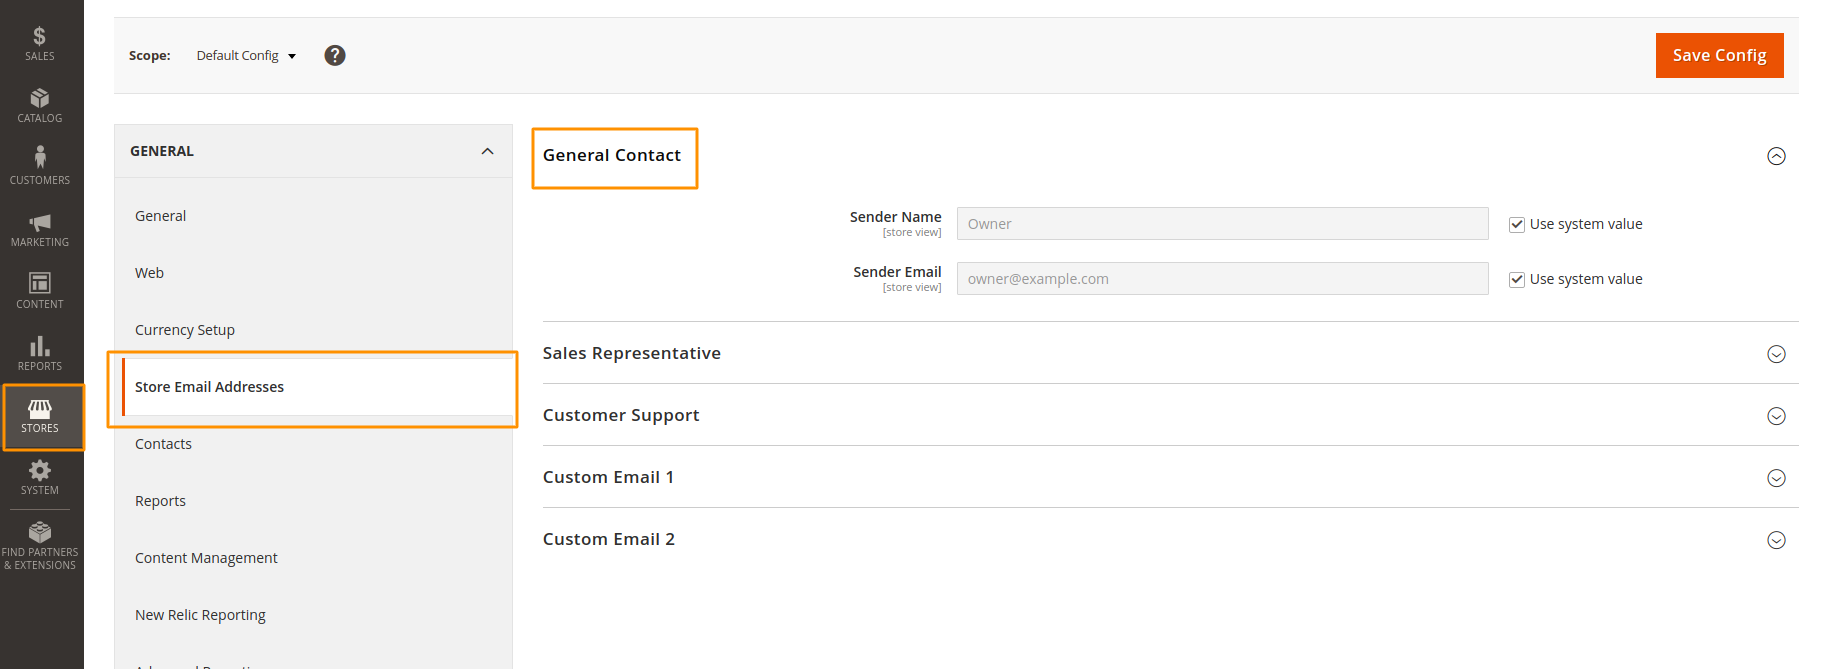 SALES
CATALOG
CUSTOMERS
MARKETING
CONTENT
REPORTS
STORES
SYSTEM
FIND PARTNERS
& EXTENSIONS
Scope: Default Config ?
Save Config
GENERAL
General
Web
Currency Setup
Store Email Addresses
Contacts
Reports
Content Management
New Relic Reporting
General Contact
Sender Name Owner Use system value
[store view]
Sender Email owner@example.com Use system value
[store view]
Sales Representative
Customer Support
Custom Email 1
Custom Email 2